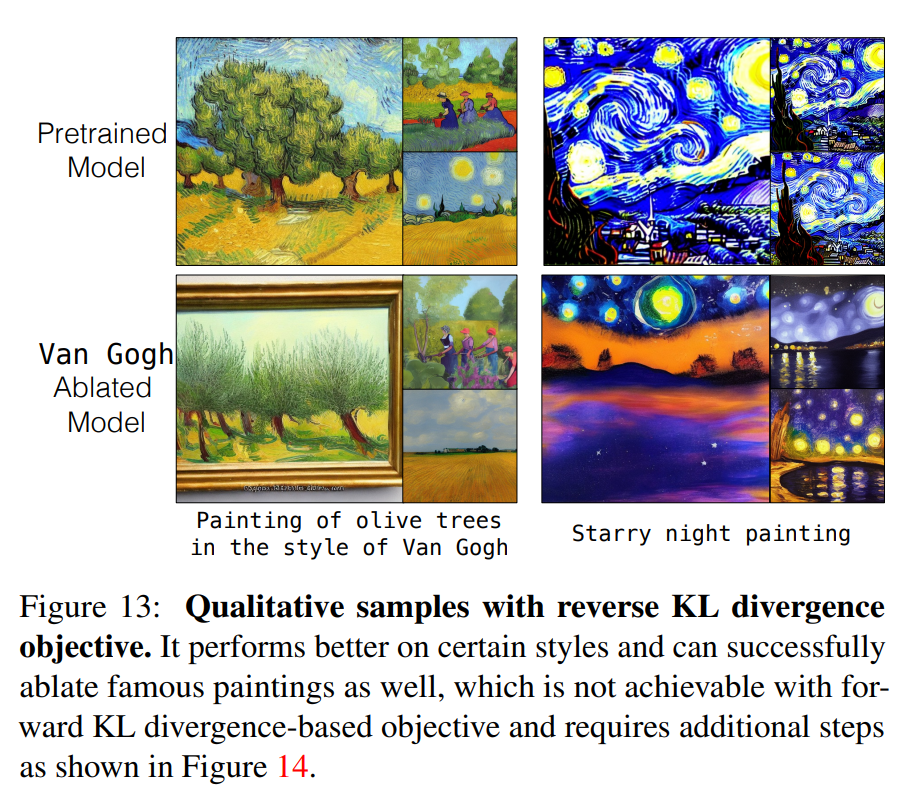 Pretrained
Model
Van Gogh
Ablated
Model
Painting of olive trees
in the style of Van Gogh
Starry night painting
Figure 13: Qualitative samples with reverse KL divergence
objective. It performs better on certain styles and can successfully
ablate famous paintings as well, which is not achievable with for-
ward KL divergence-based objective and requires additional steps
as shown in Figure 14.